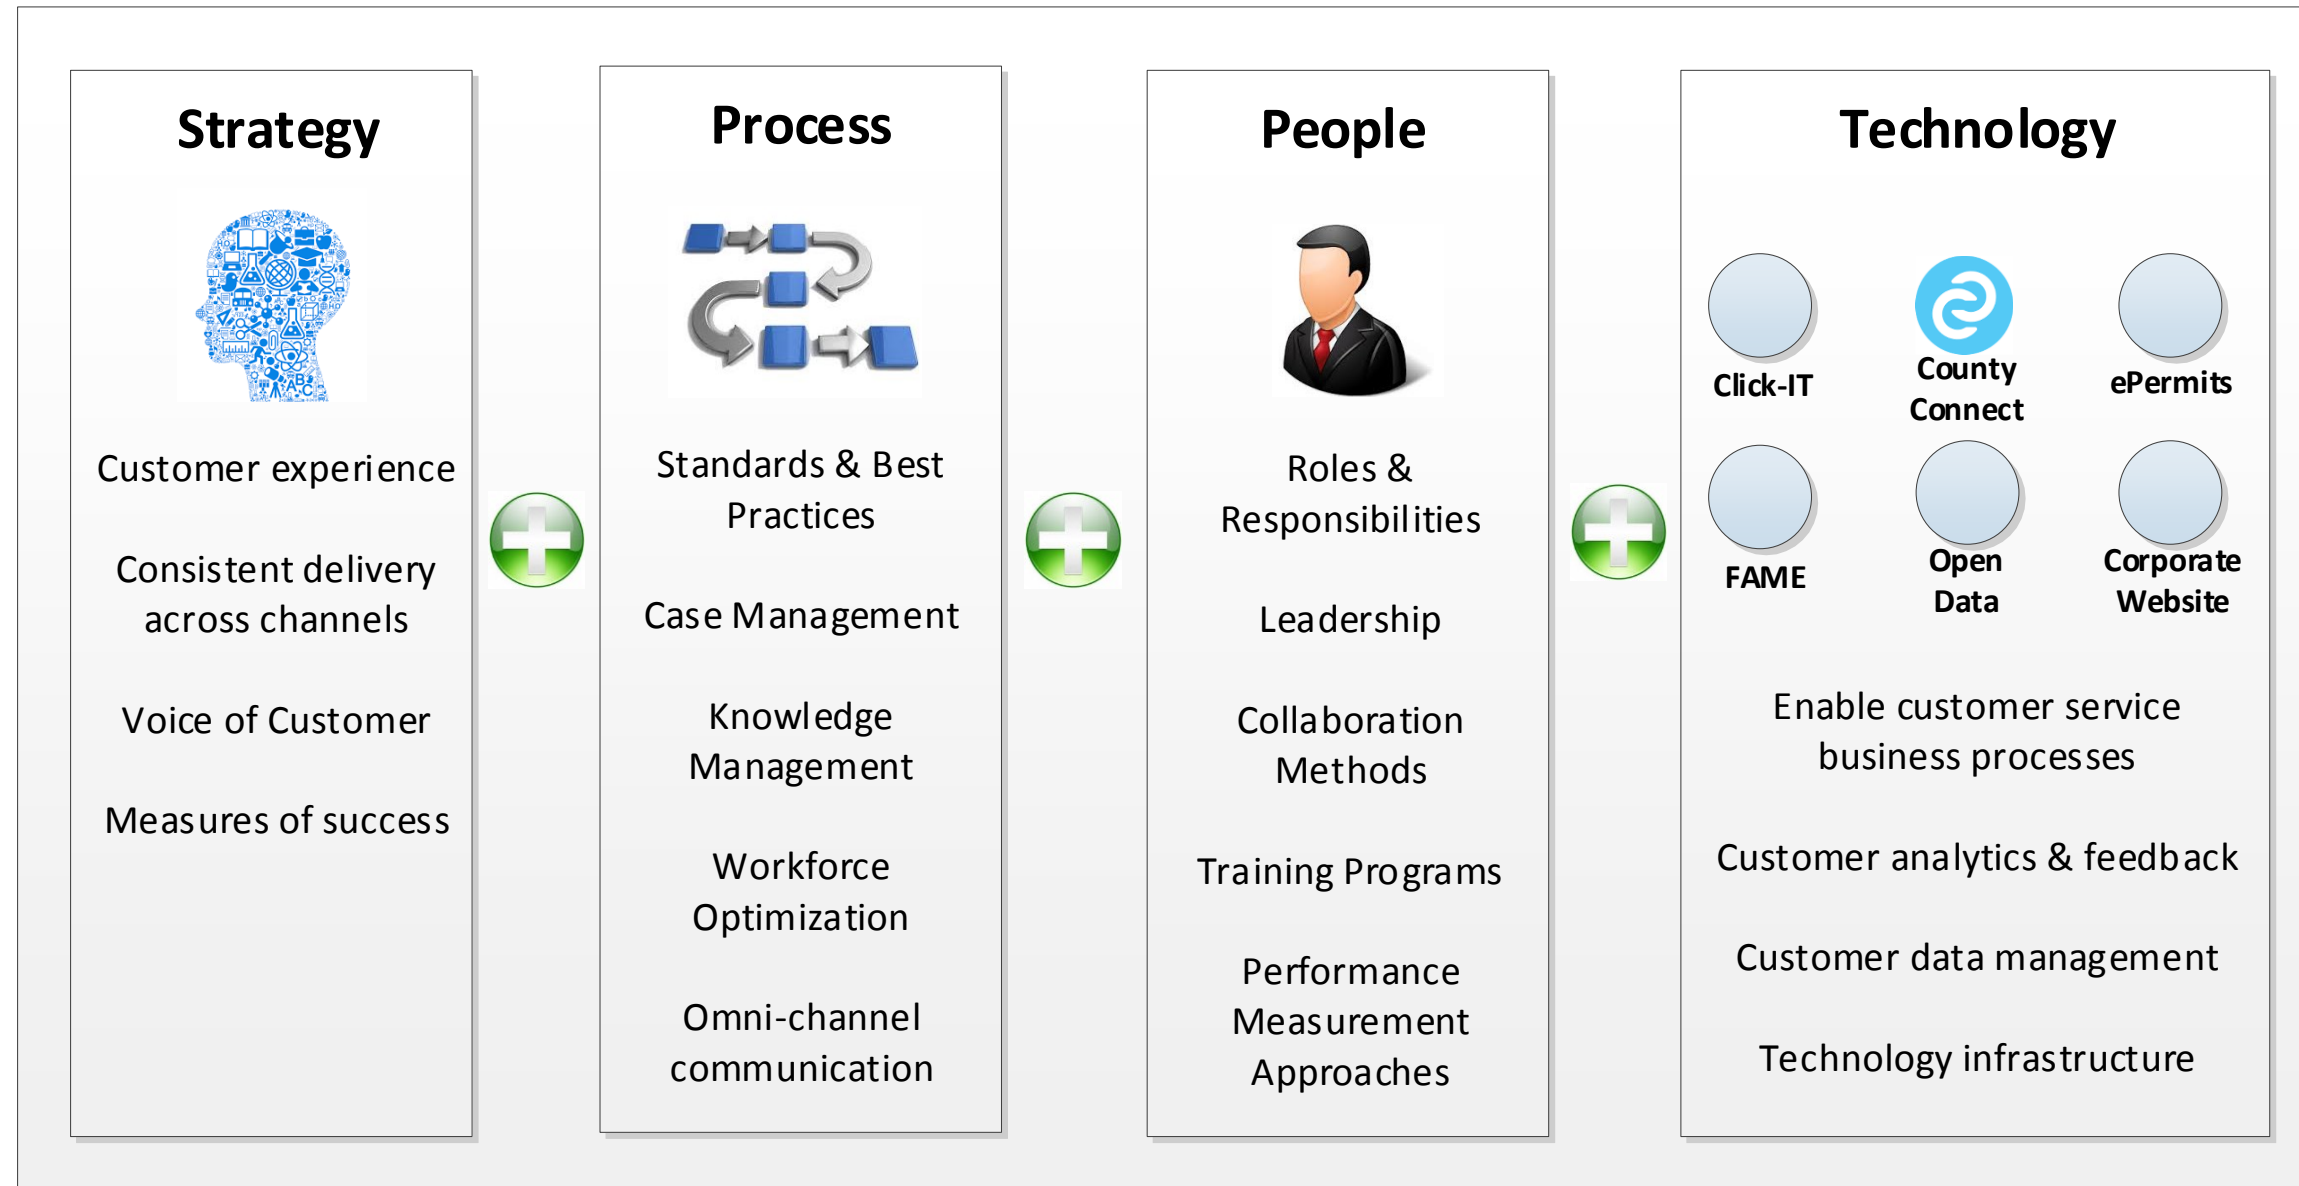 Strategy
Customer experience
Consistent delivery
across channels
Voice of Customer
Measures of success
Process
Standards & Best
Practices
Case Management
Knowledge
Management
Workforce
Optimization
Omni-channel
communication
People
Roles &
Responsibilities
Leadership
Collaboration
Methods
Training Programs
Performance
Measurement
Approaches
Technology
Click-IT
County
Connect
ePermits
FAME
Open
Data
Corporate
Website
Enable customer service
business processes
Customer analytics & feedback
Customer data management
Technology infrastructure